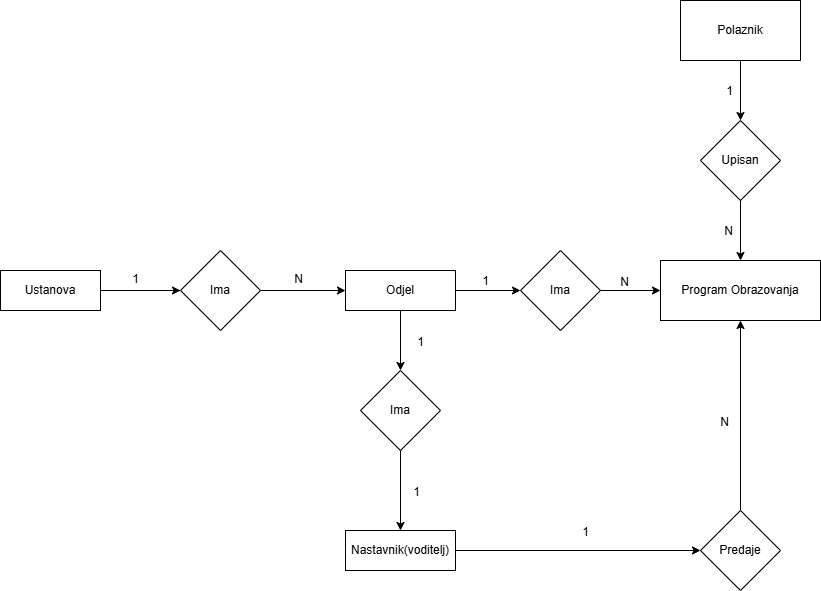 Polaznik
1
Upisan
N
Ustanova
1
Ima
N
Odjel
1
Ima
N
Program Obrazovanja
1
Ima
1
N
Nastavnik(voditelj)
1
Predaje